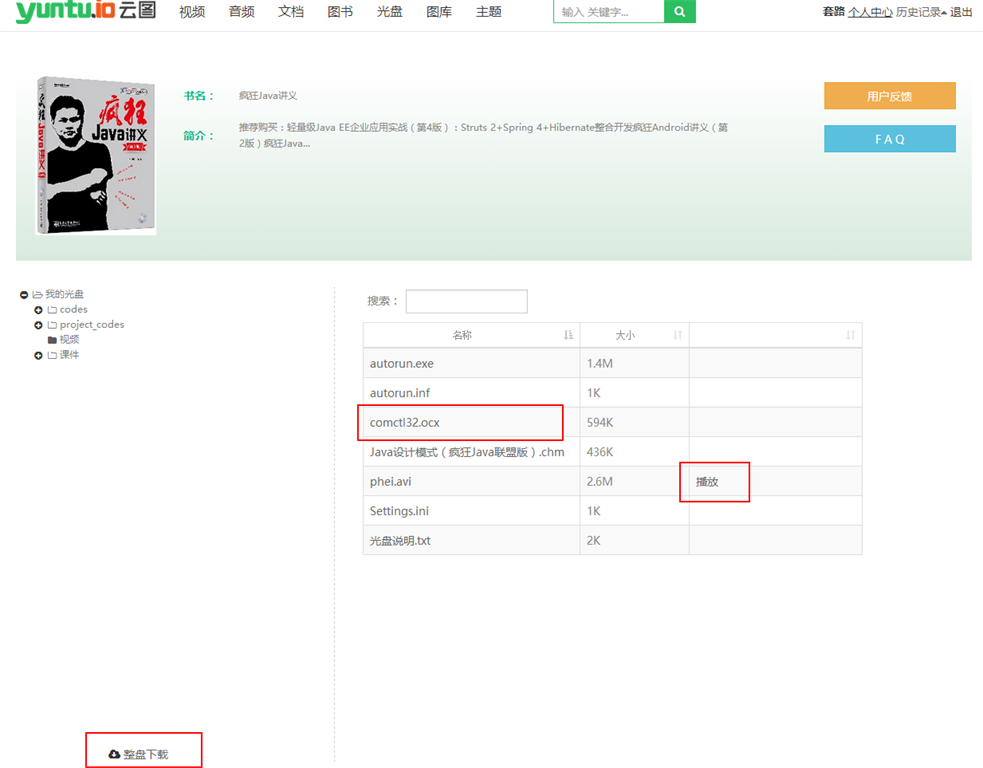 yuntu.io 云图 视频 音频 文档 图书 光盘 图库 主题 输入 关键字... 套路 个人中心 历史记录 退出
疯狂
Java讲义
疯狂Java讲义
书名: 疯狂Java讲义
用户反馈
简介: 推荐购买:轻量级Java EE企业应用实战(第4版):Struts 2+Spring 4+Hibernate整合开发疯狂Android讲义(第
2版)疯狂Java...
F A Q
我的光盘
codes
project_codes
视频
课件
搜索:
名称 大小
autorun.exe 1.4M
autorun.inf 1K
comctl32.ocx 594K
Java设计模式(疯狂Java联盟版).chm 436K
phei.avi 2.6M 播放
Settings.ini 1K
光盘说明.txt 2K
整盘下载